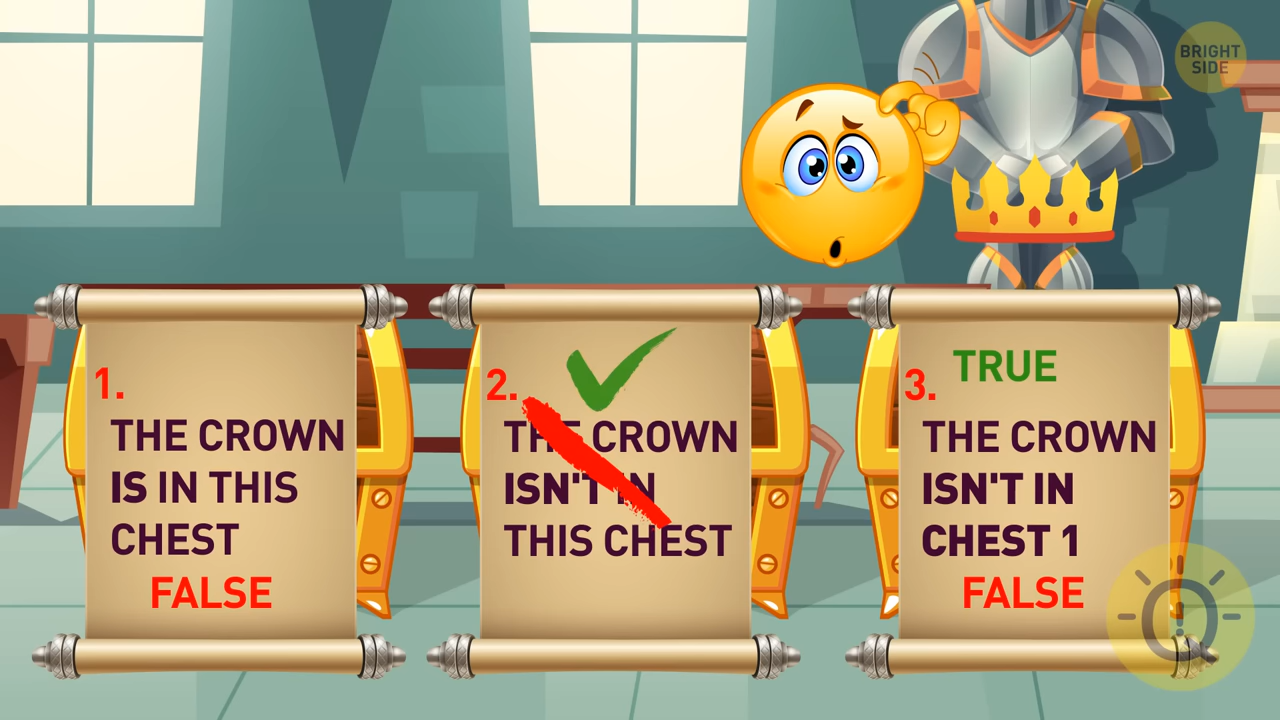 BRIGHT
SIDE
1.
THE CROWN
IS IN THIS
CHEST
FALSE
2.
THE CROWN
ISN'T IN
THIS CHEST
3.
TRUE
THE CROWN
ISN'T IN
CHEST 1
FALSE